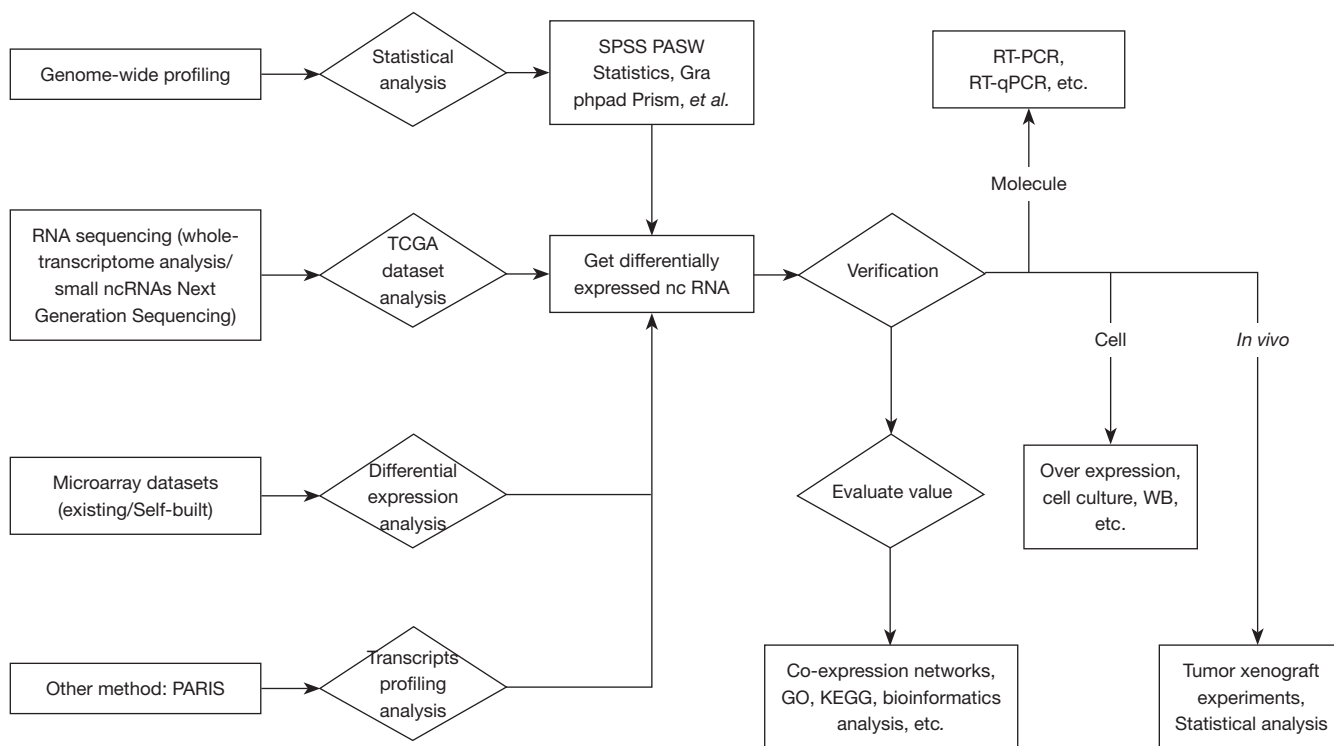 Genome-wide profiling
Statistical
analysis
SPSS PASW
Statistics, Gra
phpad Prism, et al.
RT-PCR,
RT-qPCR, etc.
Molecule
RNA sequencing (whole-
transcriptome analysis/
small ncRNAs Next
Generation Sequencing)
TCGA
dataset
analysis
Get differentially
expressed nc RNA
Verification
Cell
In vivo
Microarray datasets
(existing/Self-built)
Differential
expression
analysis
Evaluate value
Over expression,
cell culture, WB,
etc.
Other method: PARIS
Transcripts
profiling
analysis
Co-expression networks,
GO, KEGG, bioinformatics
analysis, etc.
Tumor xenograft
experiments,
Statistical analysis